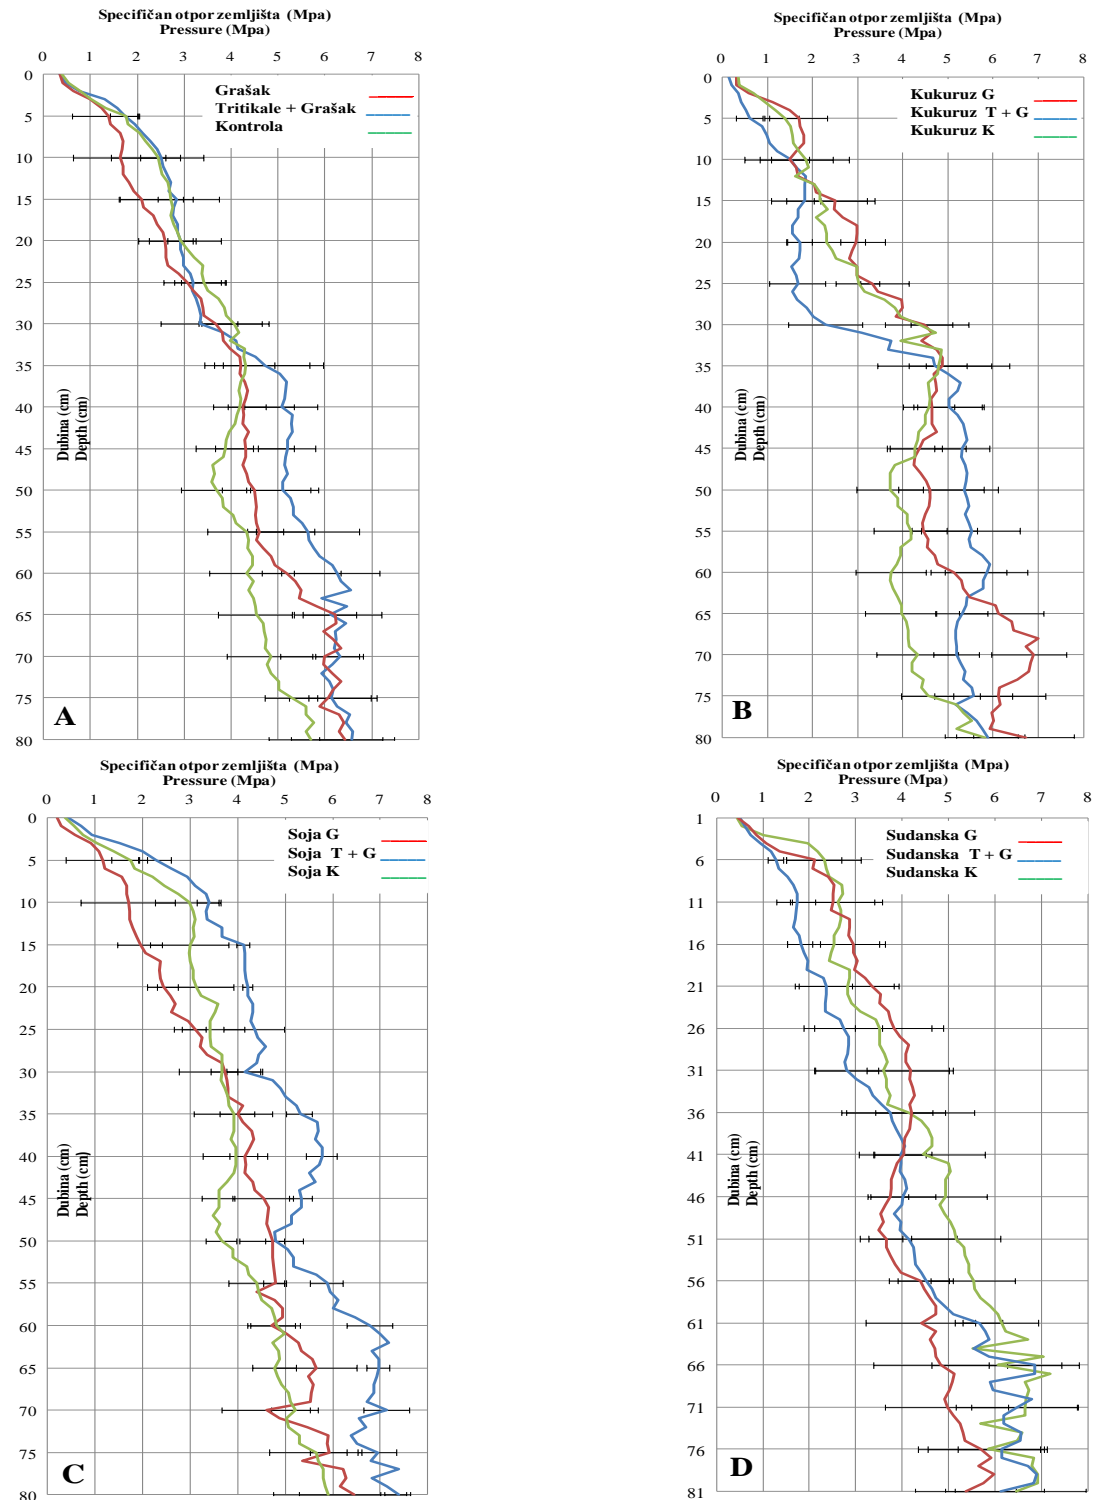 Specifičan otpor zemljišta (Mpa)
Pressure (Mpa)
0 1 2 3 4 5 6 7 8
0
5
10
15
20
25
30
35
40
45
50
55
60
65
70
75
80
Grašak
Tritikale + Grašak
Kontrola
Dubina (cm)
Depth (cm)
A
Specifičan otpor zemljišta (Mpa)
Pressure (Mpa)
0 1 2 3 4 5 6 7 8
0
5
10
15
20
25
30
35
40
45
50
55
60
65
70
75
80
Kukuruz G
Kukuruz T + G
Kukuruz K
Dubina (cm)
Depth (cm)
B
Specifičan otpor zemljišta (Mpa)
Pressure (Mpa)
0 1 2 3 4 5 6 7 8
0
5
10
15
20
25
30
35
40
45
50
55
60
65
70
75
80
Soja G
Soja T + G
Soja K
Dubina (cm)
Depth (cm)
C
Specifičan otpor zemljišta (Mpa)
Pressure (Mpa)
0 1 2 3 4 5 6 7 8
1
6
11
16
21
26
31
36
41
46
51
56
61
66
71
76
81
Sudanska G
Sudanska T + G
Sudanska K
Dubina (cm)
Depth (cm)
D